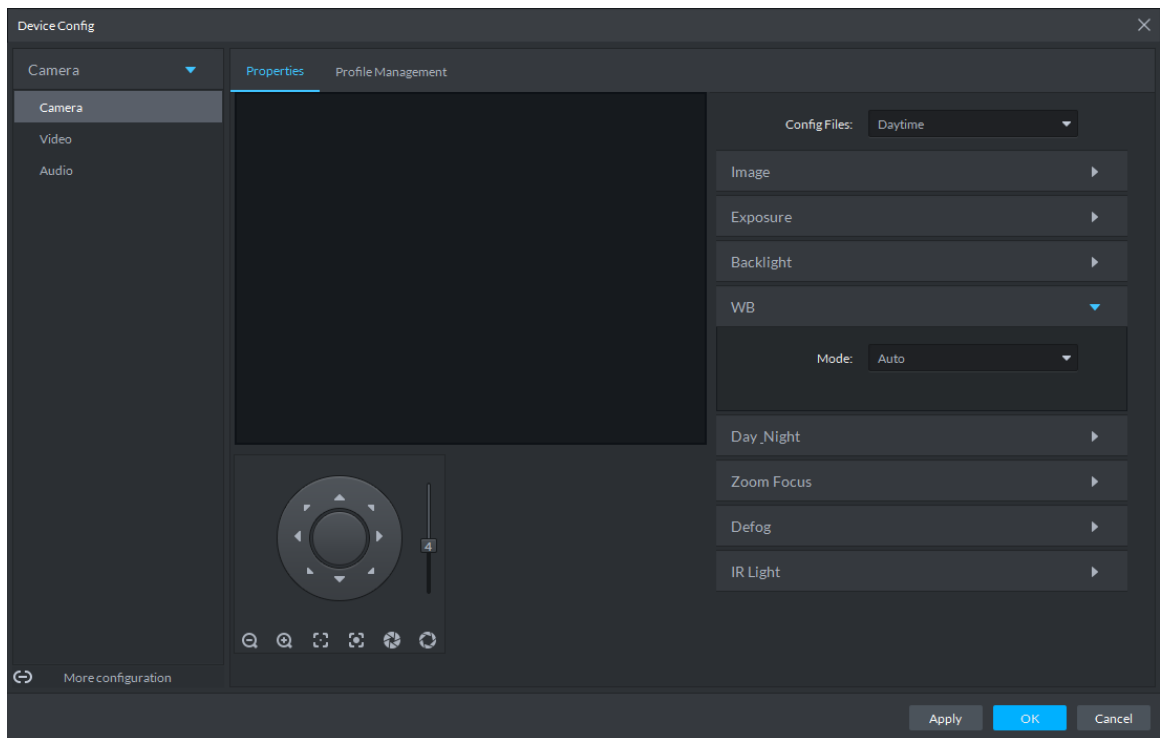 Device Config
Camera
Properties
Profile Management
Camera
Video
Audio
Config Files: Daytime
Image
Exposure
Backlight
WB
Mode: Auto
Day_Night
Zoom Focus
Defog
IR Light
4
More configuration
Apply
OK
Cancel